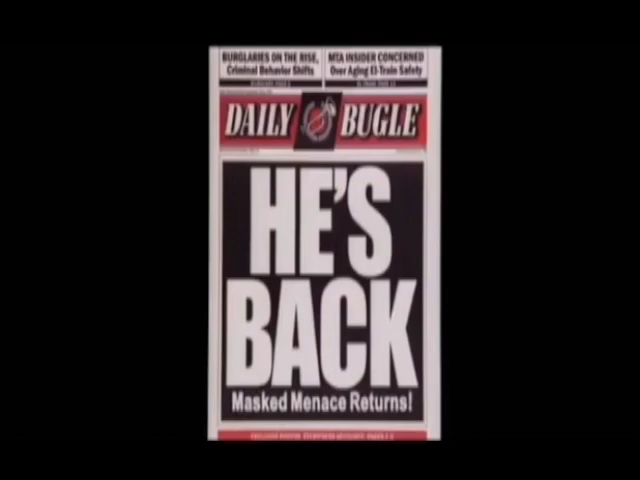 BURGLARIES ON THE RISE,
Criminal Behavior Shifts
MTA INSIDER CONCERNED
Over Aging El-Train Safety
DAILY BUGLE
HE'S
BACK
Masked Menace Returns!